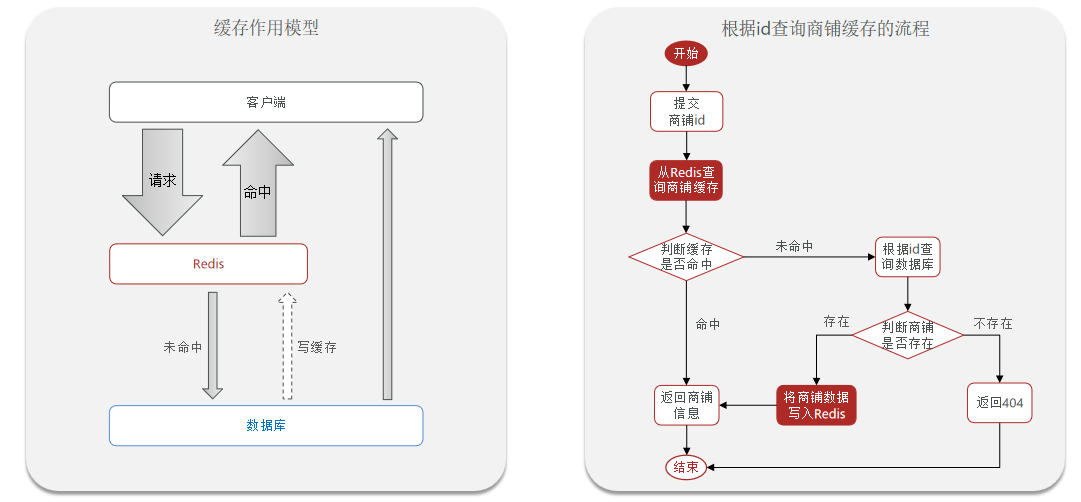 缓存作用模型
客户端
请求
命中
Redis
未命中
写缓存
数据库
根据id查询商铺缓存的流程
开始
提交
商铺id
从Redis查
询商铺缓存
判断缓存
是否命中
未命中
根据id查
询数据库
命中
存在
判断商铺
是否存在
不存在
返回商铺
信息
将商铺数据
写入Redis
返回404
结束